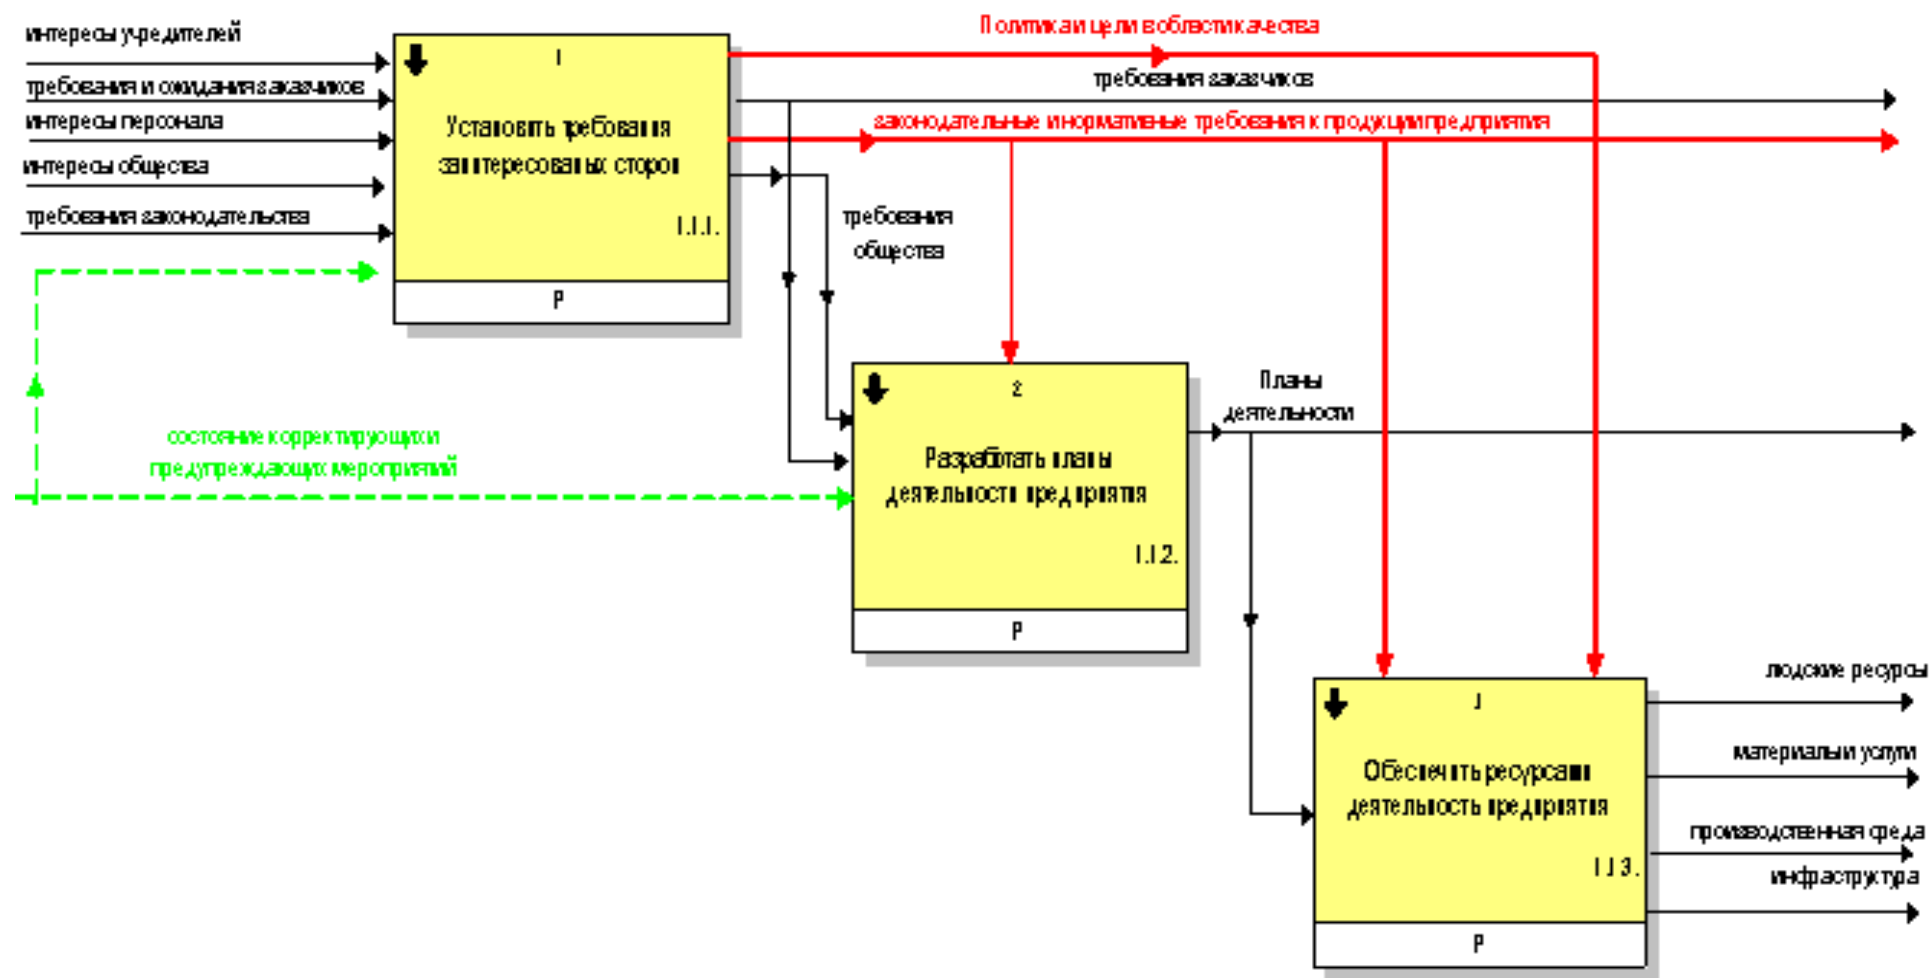 интересы учредителей
требования и ожидания заказчиков
интересы персонала
интересы общества
требования законодательства
1
Установить требования
заинтересованых сторон
1.1.1.
P
Политика и цели в области качества
требования заказчиков
законодательные и нормативные требования к продукции предприятия
требования
общества
состояние корректирующих и
предупреждающих мероприятий
2
Разработать планы
деятельности предприятия
1.1.2.
P
Планы
деятельности
3
Обеспечить ресурсами
деятельность предприятия
1.1.3.
P
людские ресурсы
материалы и услуги
производственная среда
инфраструктура